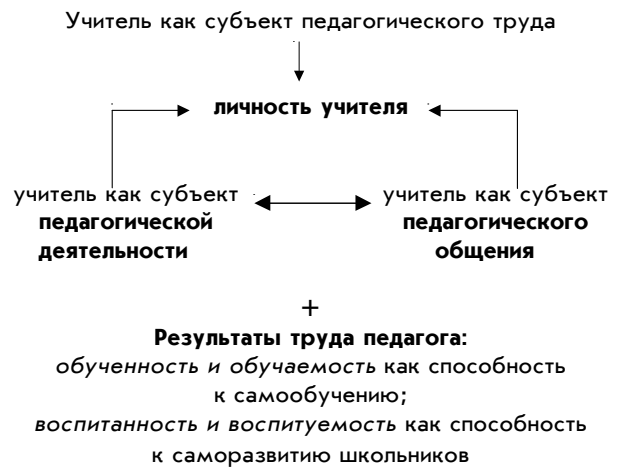 Учитель как субъект педагогического труда
личность учителя
учитель как субъект
педагогической
деятельности
учитель как субъект
педагогического
общения
+
Результаты труда педагога:
обученность и обучаемость как способность
к самообучению;
воспитанность и воспитуемость как способность
к саморазвитию школьников